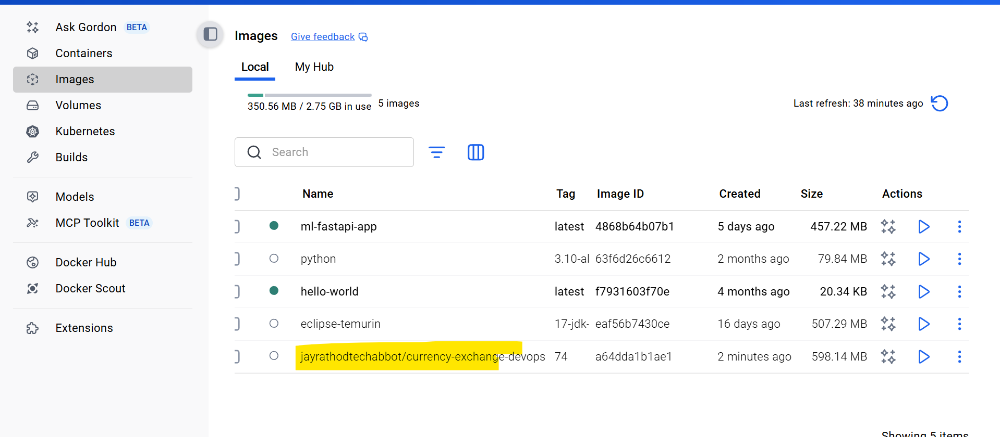 Ask Gordon BETA
Containers
Images
Volumes
Kubernetes
Builds
Models
MCP Toolkit BETA
Docker Hub
Docker Scout
Extensions
Images Give feedback
Local My Hub
350.56 MB / 2.75 GB in use 5 images
Last refresh: 38 minutes ago
Search
Name Tag Image ID Created Size Actions
ml-fastapi-app latest 4868b64b07b1 5 days ago 457.22 MB
python 3.10-al 63f6d26c6612 2 months ago 79.84 MB
hello-world latest f7931603f70e 4 months ago 20.34 KB
eclipse-temurin 17-jdk- eaf56b7430ce 16 days ago 507.29 MB
jayrathodtechabbot/currency-exchange-devops 74 a64dda1b1ae1 2 minutes ago 598.14 MB
Showing 5 items